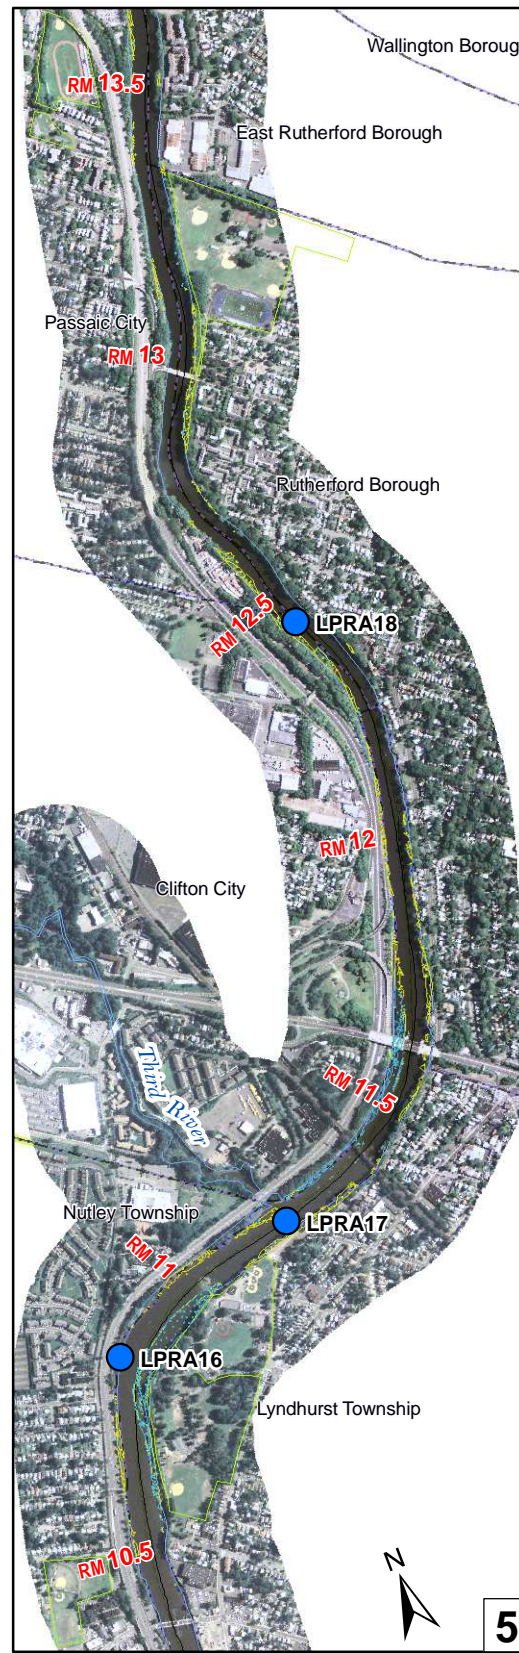 Wallington Boroug
RM 13.5
East Rutherford Borough
Passaic City
RM 13
Rutherford Borough
RM 12.5
LPRA18
RM 12
Clifton City
Third River
RM 11.5
Nutley Township
LPRA17
RM 11
LPRA16
Lyndhurst Township
RM 10.5
N
5